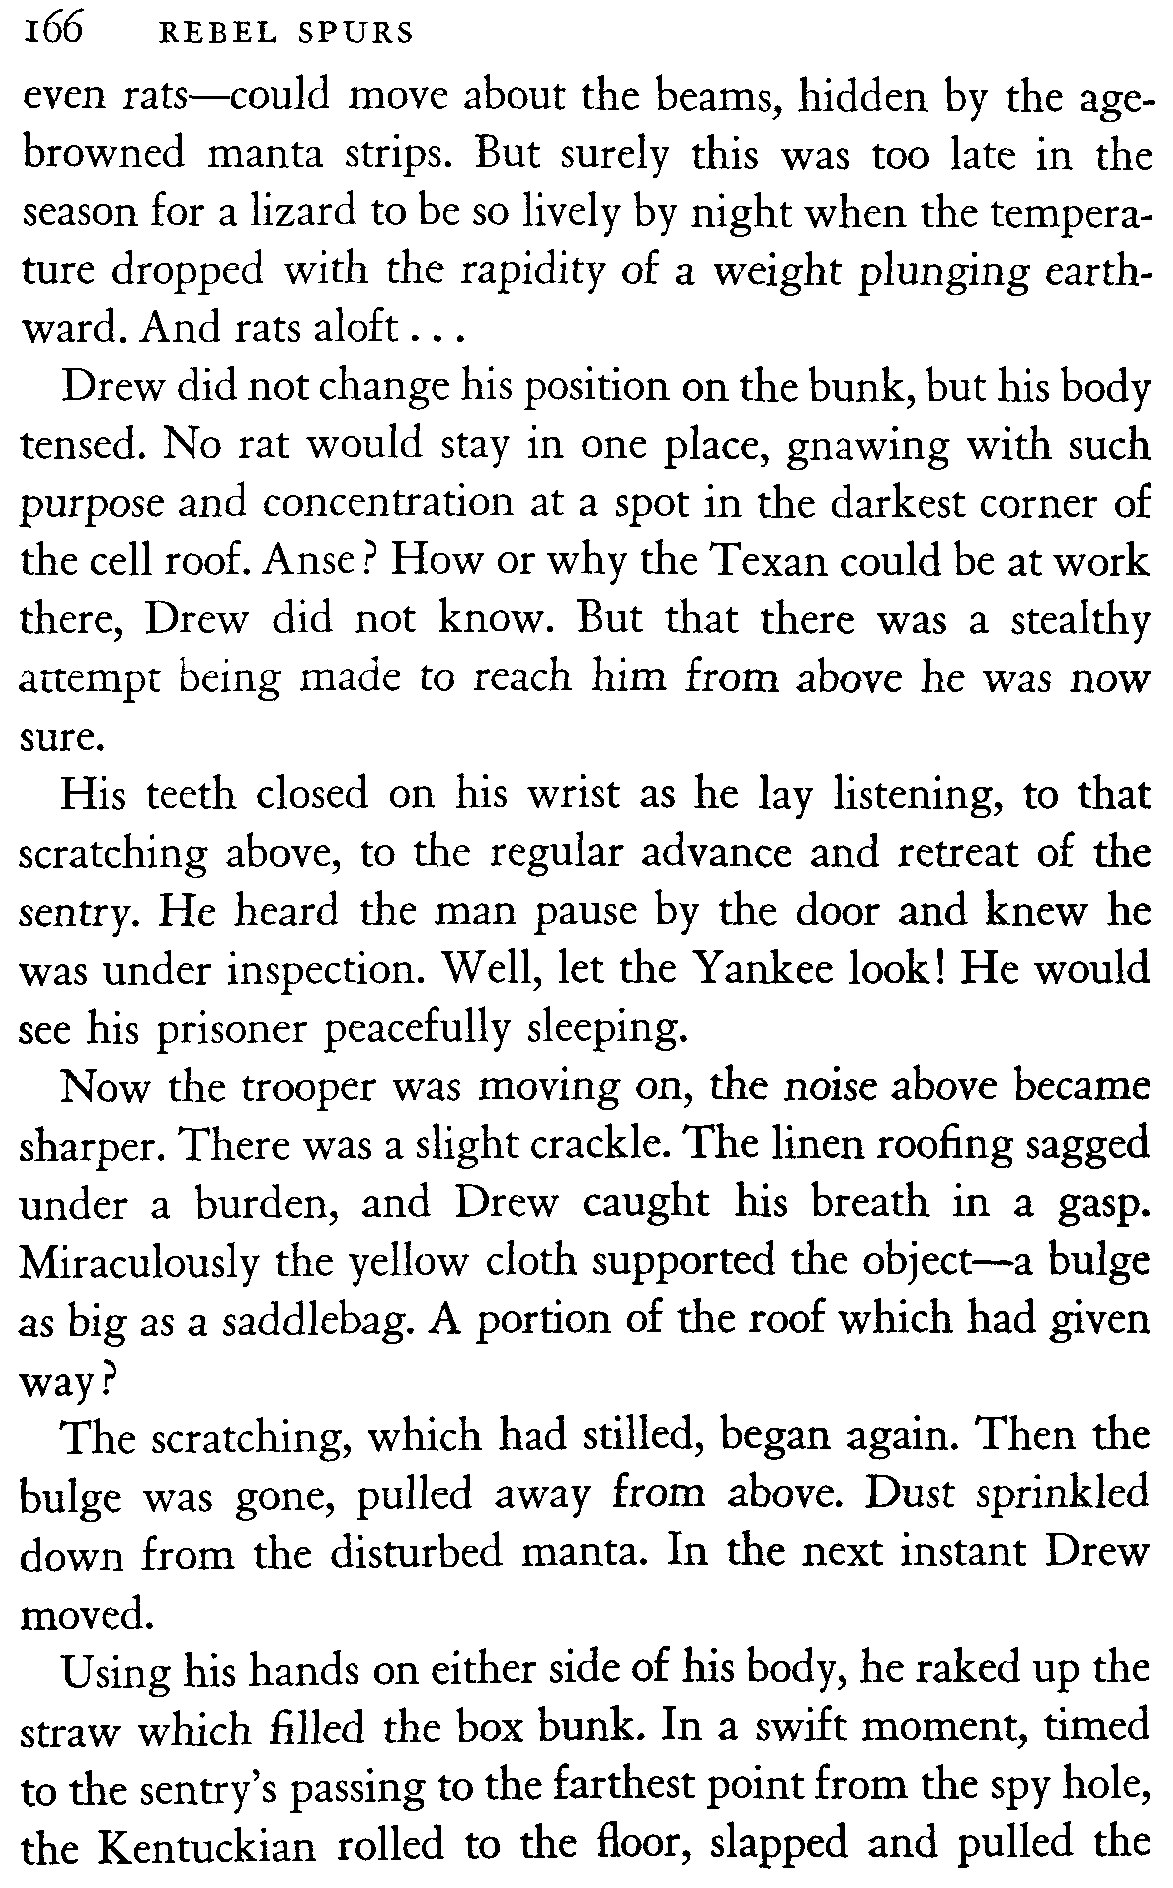 166 REBEL SPURS
even rats—could move about the beams, hidden by the age-
browned manta strips. But surely this was too late in the
season for a lizard to be so lively by night when the tempera-
ture dropped with the rapidity of a weight plunging earth-
ward. And rats aloft . . .
Drew did not change his position on the bunk, but his body
tensed. No rat would stay in one place, gnawing with such
purpose and concentration at a spot in the darkest corner of
the cell roof. Anse? How or why the Texan could be at work
there, Drew did not know. But that there was a stealthy
attempt being made to reach him from above he was now
sure.
His teeth closed on his wrist as he lay listening, to that
scratching above, to the regular advance and retreat of the
sentry. He heard the man pause by the door and knew he
was under inspection. Well, let the Yankee look! He would
see his prisoner peacefully sleeping.
Now the trooper was moving on, the noise above became
sharper. There was a slight crackle. The linen roofing sagged
under a burden, and Drew caught his breath in a gasp.
Miraculously the yellow cloth supported the object—a bulge
as big as a saddlebag. A portion of the roof which had given
way?
The scratching, which had stilled, began again. Then the
bulge was gone, pulled away from above. Dust sprinkled
down from the disturbed manta. In the next instant Drew
moved.
Using his hands on either side of his body, he raked up the
straw which filled the box bunk. In a swift moment, timed
to the sentry's passing to the farthest point from the spy hole,
the Kentuckian rolled to the floor, slapped and pulled the